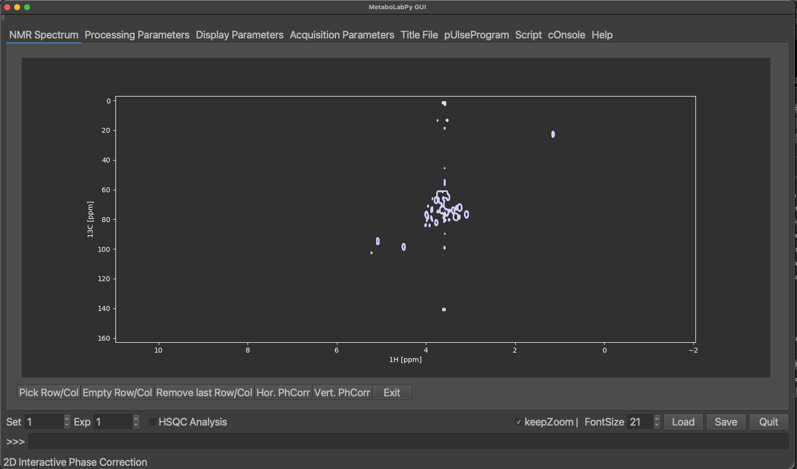 MetaboLabPy GUI
NMR Spectrum Processing Parameters Display Parameters Acquisition Parameters Title File pUlseProgram Script cOnsole Help
0
20
40
60
80
100
120
140
160
13C [ppm]
10 8 6 4 2 0 −2
1H [ppm]
Pick Row/Col Empty Row/Col Remove last Row/Col Hor. PhCorr Vert. PhCorr Exit
Set 1 Exp 1 HSQC Analysis keepZoom | FontSize 21 Load Save Quit
>>>
2D Interactive Phase Correction